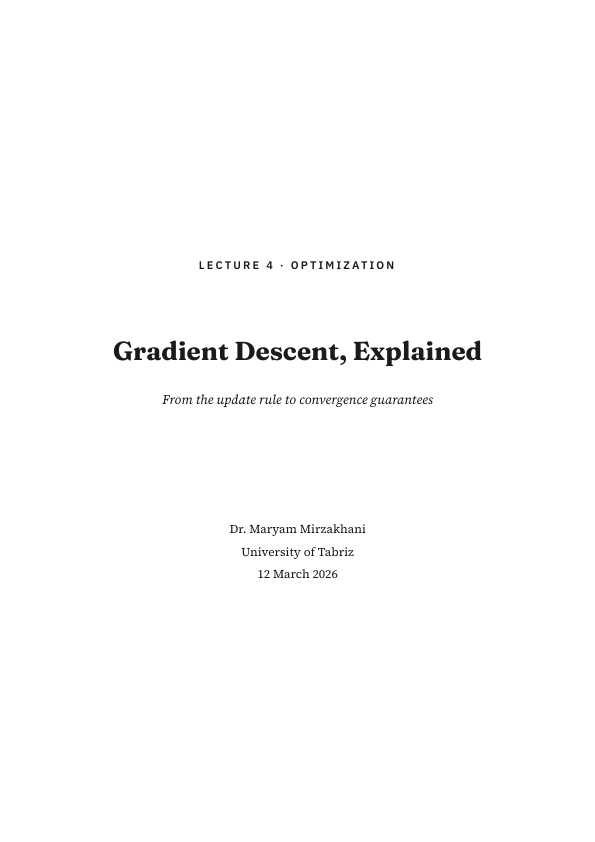 LECTURE 4 · OPTIMIZATION
Gradient Descent, Explained
From the update rule to convergence guarantees
Dr. Maryam Mirzakhani
University of Tabriz
12 March 2026